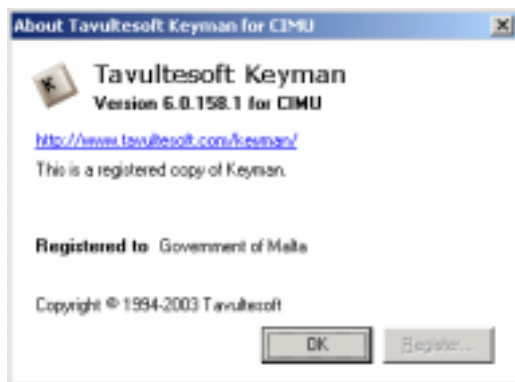 About Tavultesoft Keyman for CIMU
Tavultesoft Keyman
Version 6.0.158.1 for CIMU
http://www.tavultesoft.com/keyman/
This is a registered copy of Keyman.
Registered to Government of Malta
Copyright © 1994-2003 Tavultesoft
OK Register...